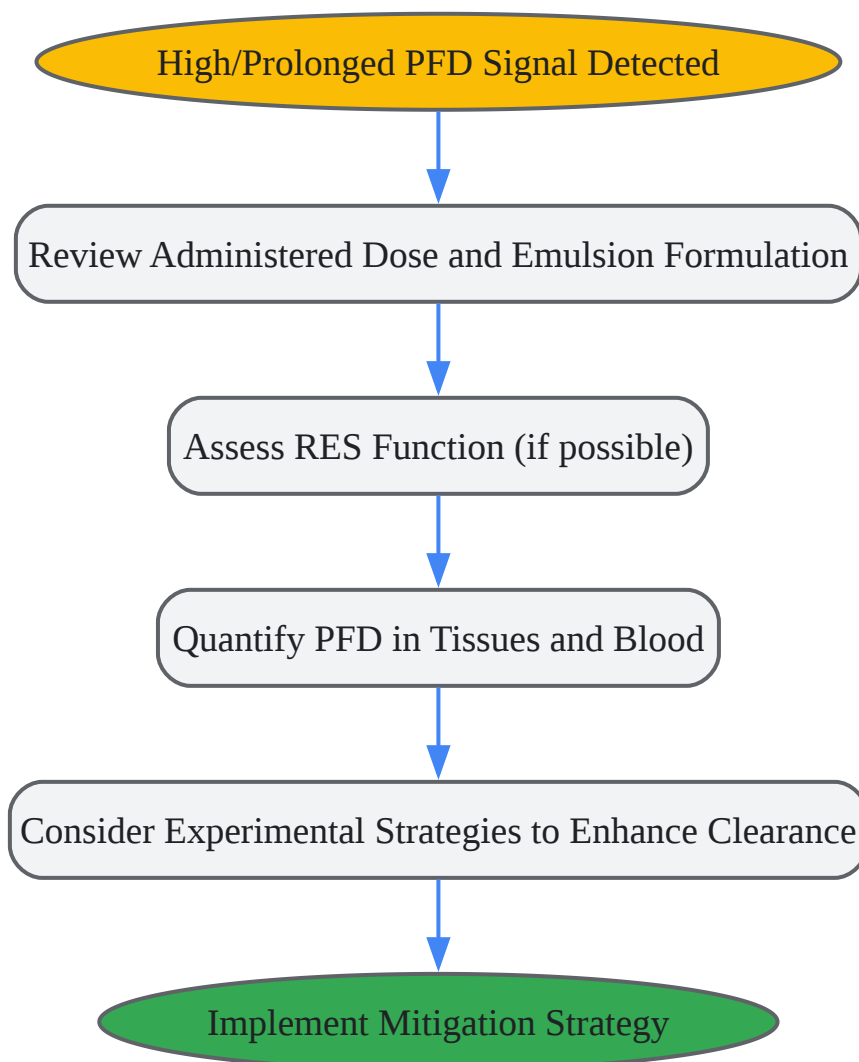 High/Prolonged PFD Signal Detected
Review Administered Dose and Emulsion Formulation
Assess RES Function (if possible)
Quantify PFD in Tissues and Blood
Consider Experimental Strategies to Enhance Clearance
Implement Mitigation Strategy